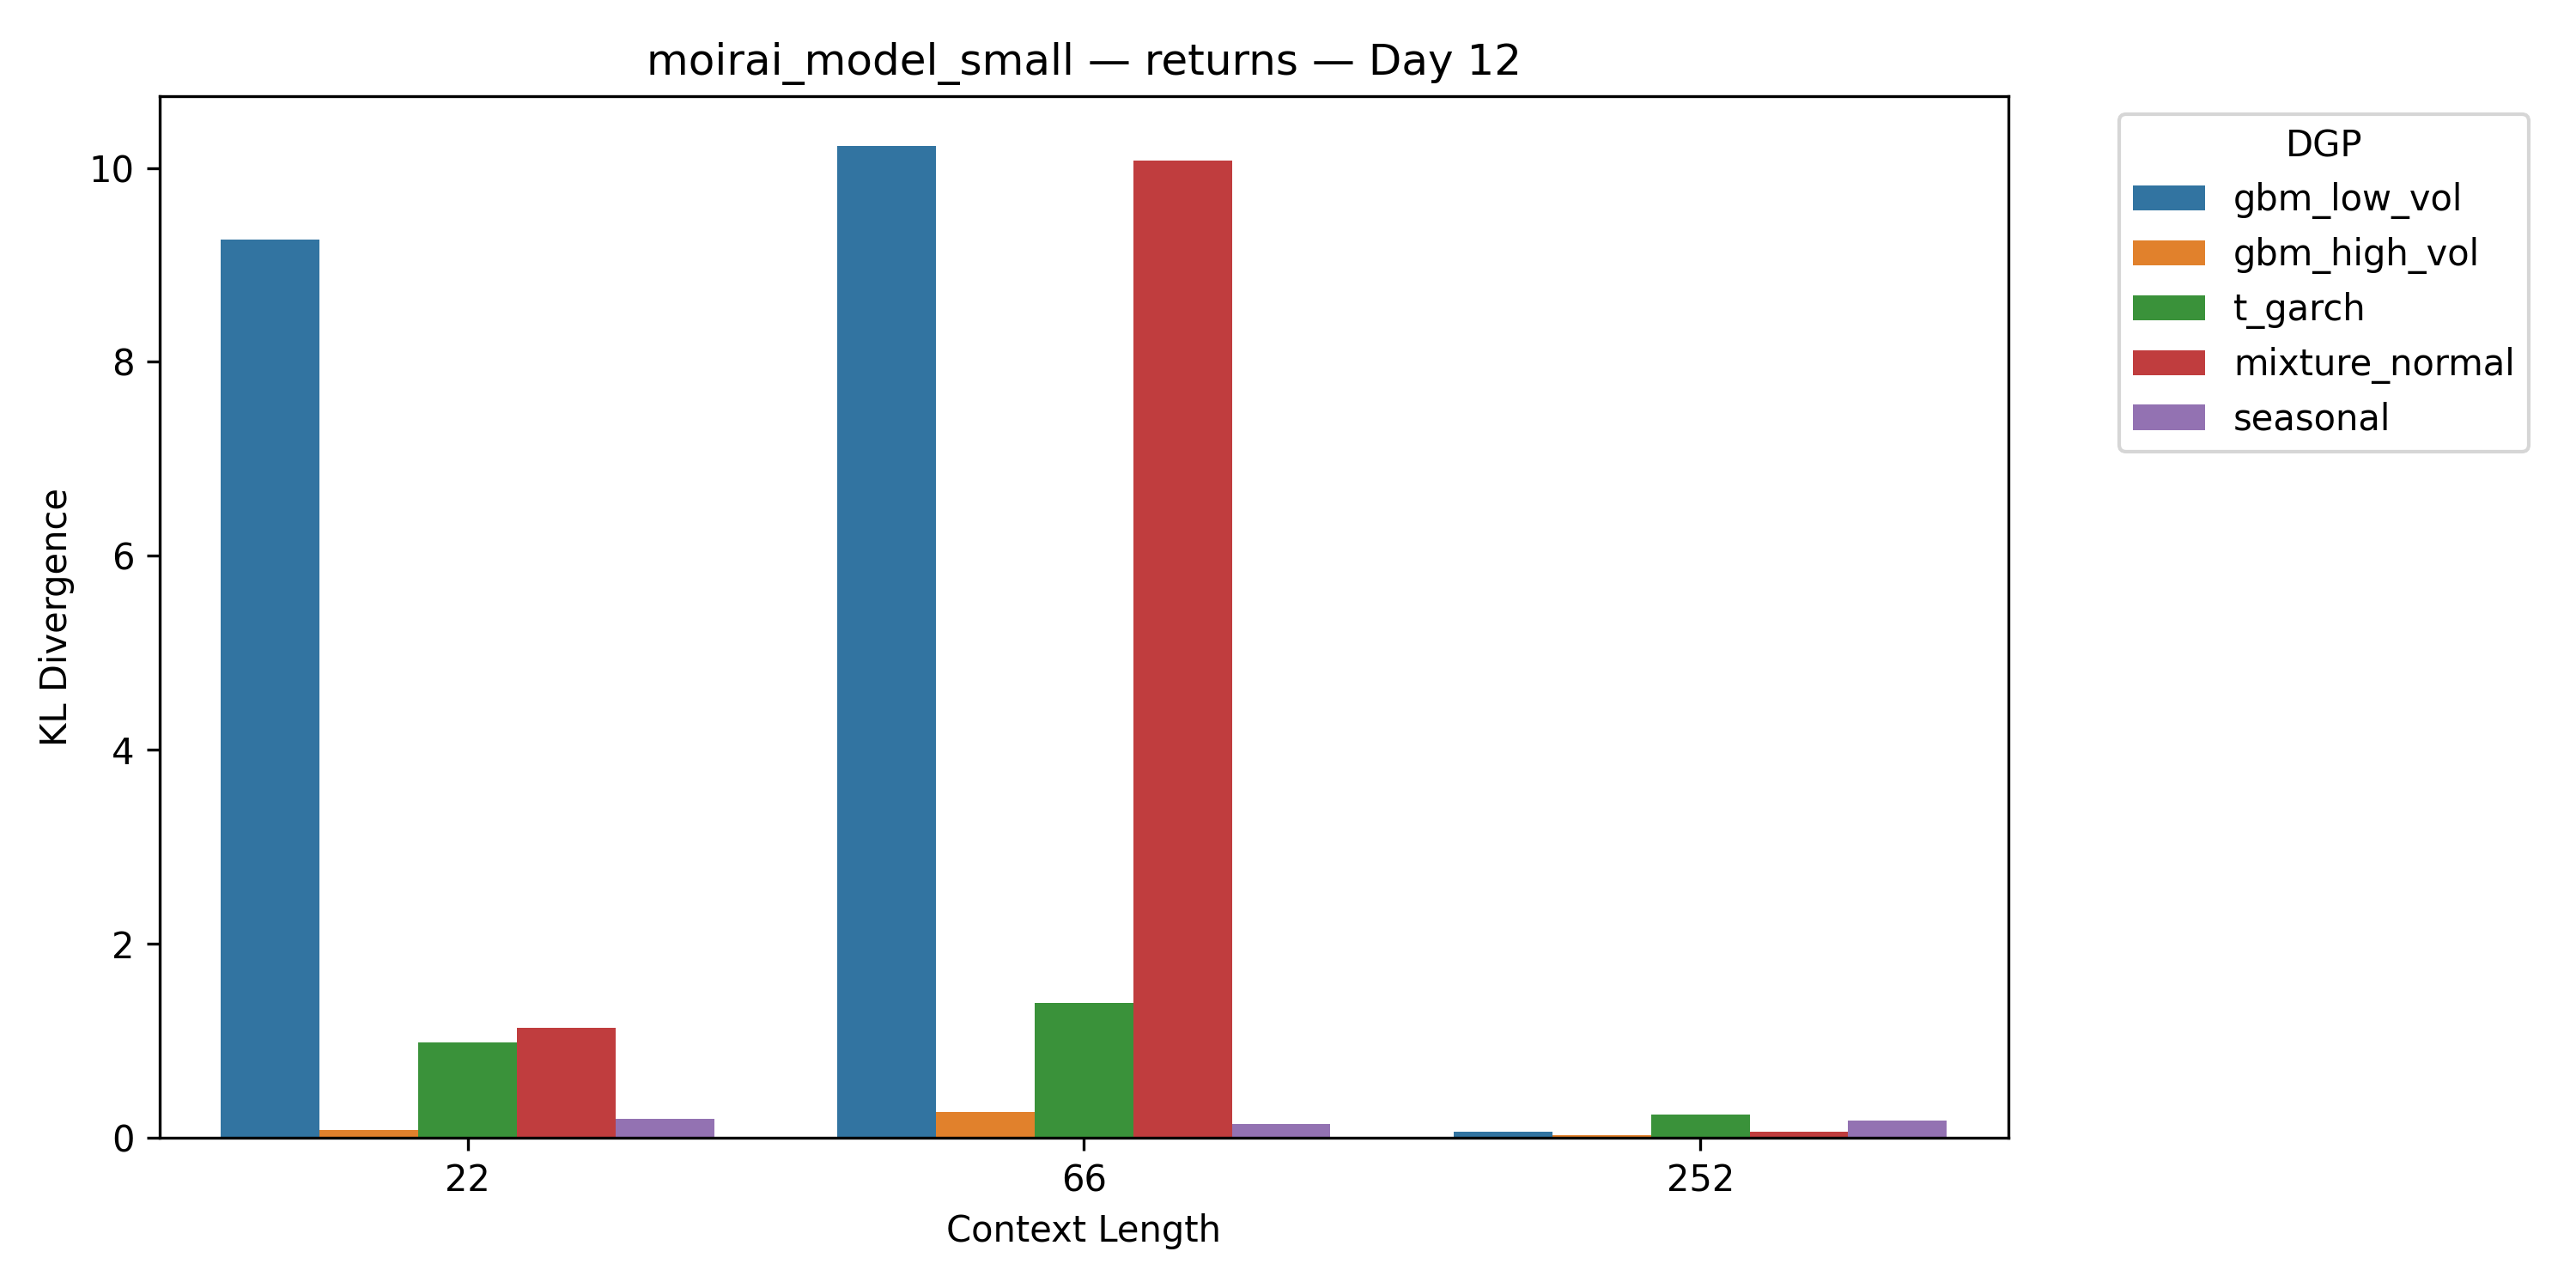 moirai_model_small — returns — Day 12
KL Divergence
10
8
6
4
2
0
22
66
252
Context Length
DGP
gbm_low_vol
gbm_high_vol
t_garch
mixture_normal
seasonal